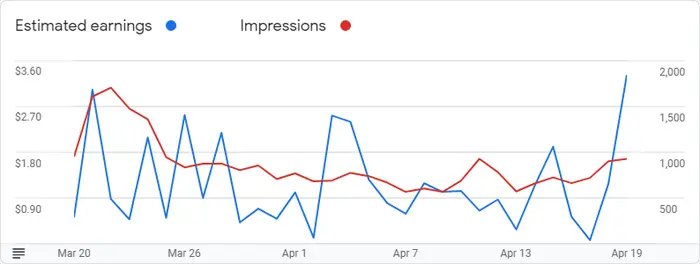 Estimated earnings Impressions
$3.60 2,000
$2.70 1,500
$1.80 1,000
$0.90 500
Mar 20 Mar 26 Apr 1 Apr 7 Apr 13 Apr 19